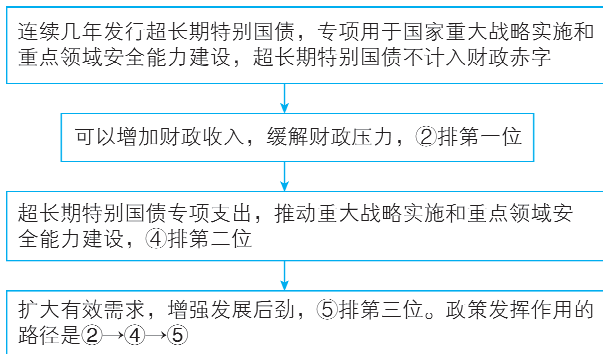 连续几年发行超长期特别国债，专项用于国家重大战略实施和
重点领域安全能力建设，超长期特别国债不计入财政赤字
可以增加财政收入，缓解财政压力，②排第一位
超长期特别国债专项支出，推动重大战略实施和重点领域安
全能力建设，④排第二位
扩大有效需求，增强发展后劲，⑤排第三位。政策发挥作用的
路径是②→④→⑤